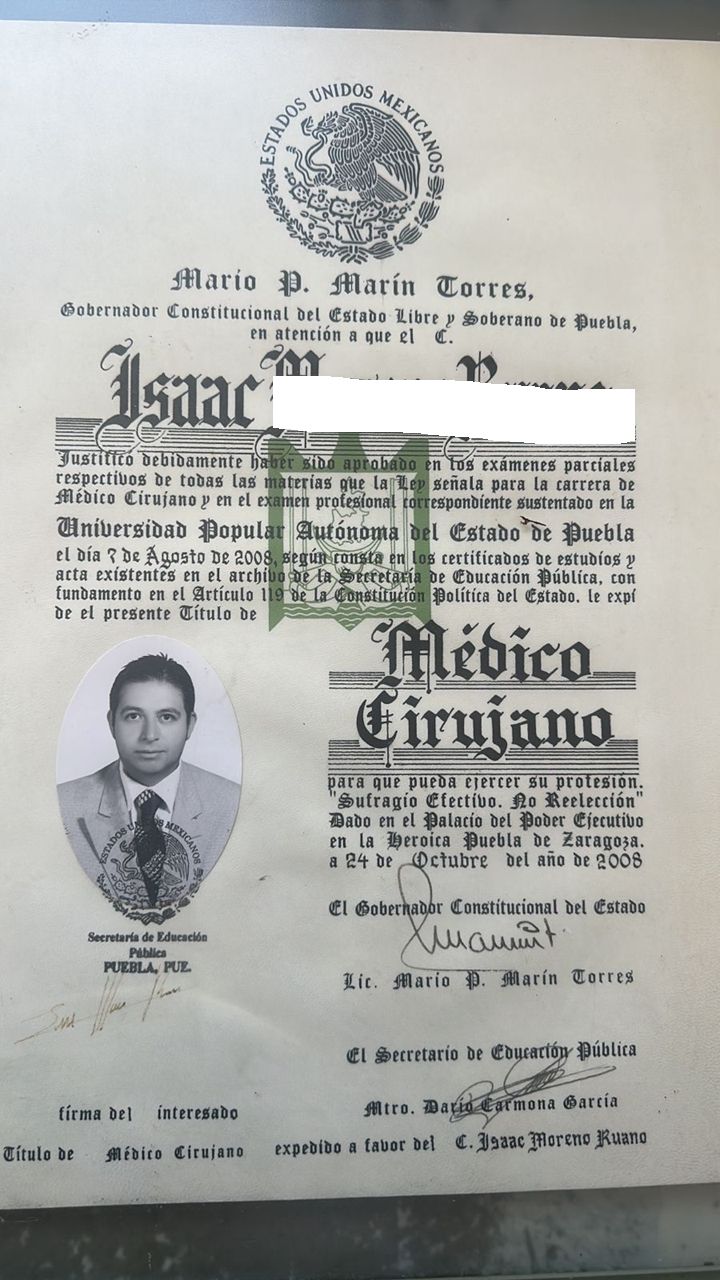 ESTADOS UNIDOS MEXICANOS
Mario P. Marín Torres,
Gobernador Constitucional del Estado Libre y Soberano de Puebla,
en atención a que el C.
Isaac
Justificó debidamente haber sido aprobado en los exámenes parciales
respectivos de todas las materias que la Ley señala para la carrera de
Médico Cirujano y en el examen profesional correspondiente sustentado en la
Universidad Popular Autónoma del Estado de Puebla
el día 7 de Agosto de 2008, según consta en los certificados de estudios y
acta existentes en el archivo de la Secretaría de Educación Pública, con
fundamento en el Artículo 119 de la Constitución Política del Estado. le expi
de el presente Título de
Médico
Cirujano
para que pueda ejercer su profesión.
"Sufragio Efectivo. No Reelección"
Dado en el Palacio del Poder Ejecutivo
en la Heroica Puebla de Zaragoza.
a 24 de Octubre del año de 2008
ESTADOS UNIDOS MEXICANOS
Secretaría de Educación
Pública
PUEBLA, PUE.
El Gobernador Constitucional del Estado
Lic. Mario P. Marín Torres
El Secretario de Educación Pública
Mtro. Darío Carmona García
firma del interesado
Título de Médico Cirujano expedido a favor del C. Isaac Moreno Ruano